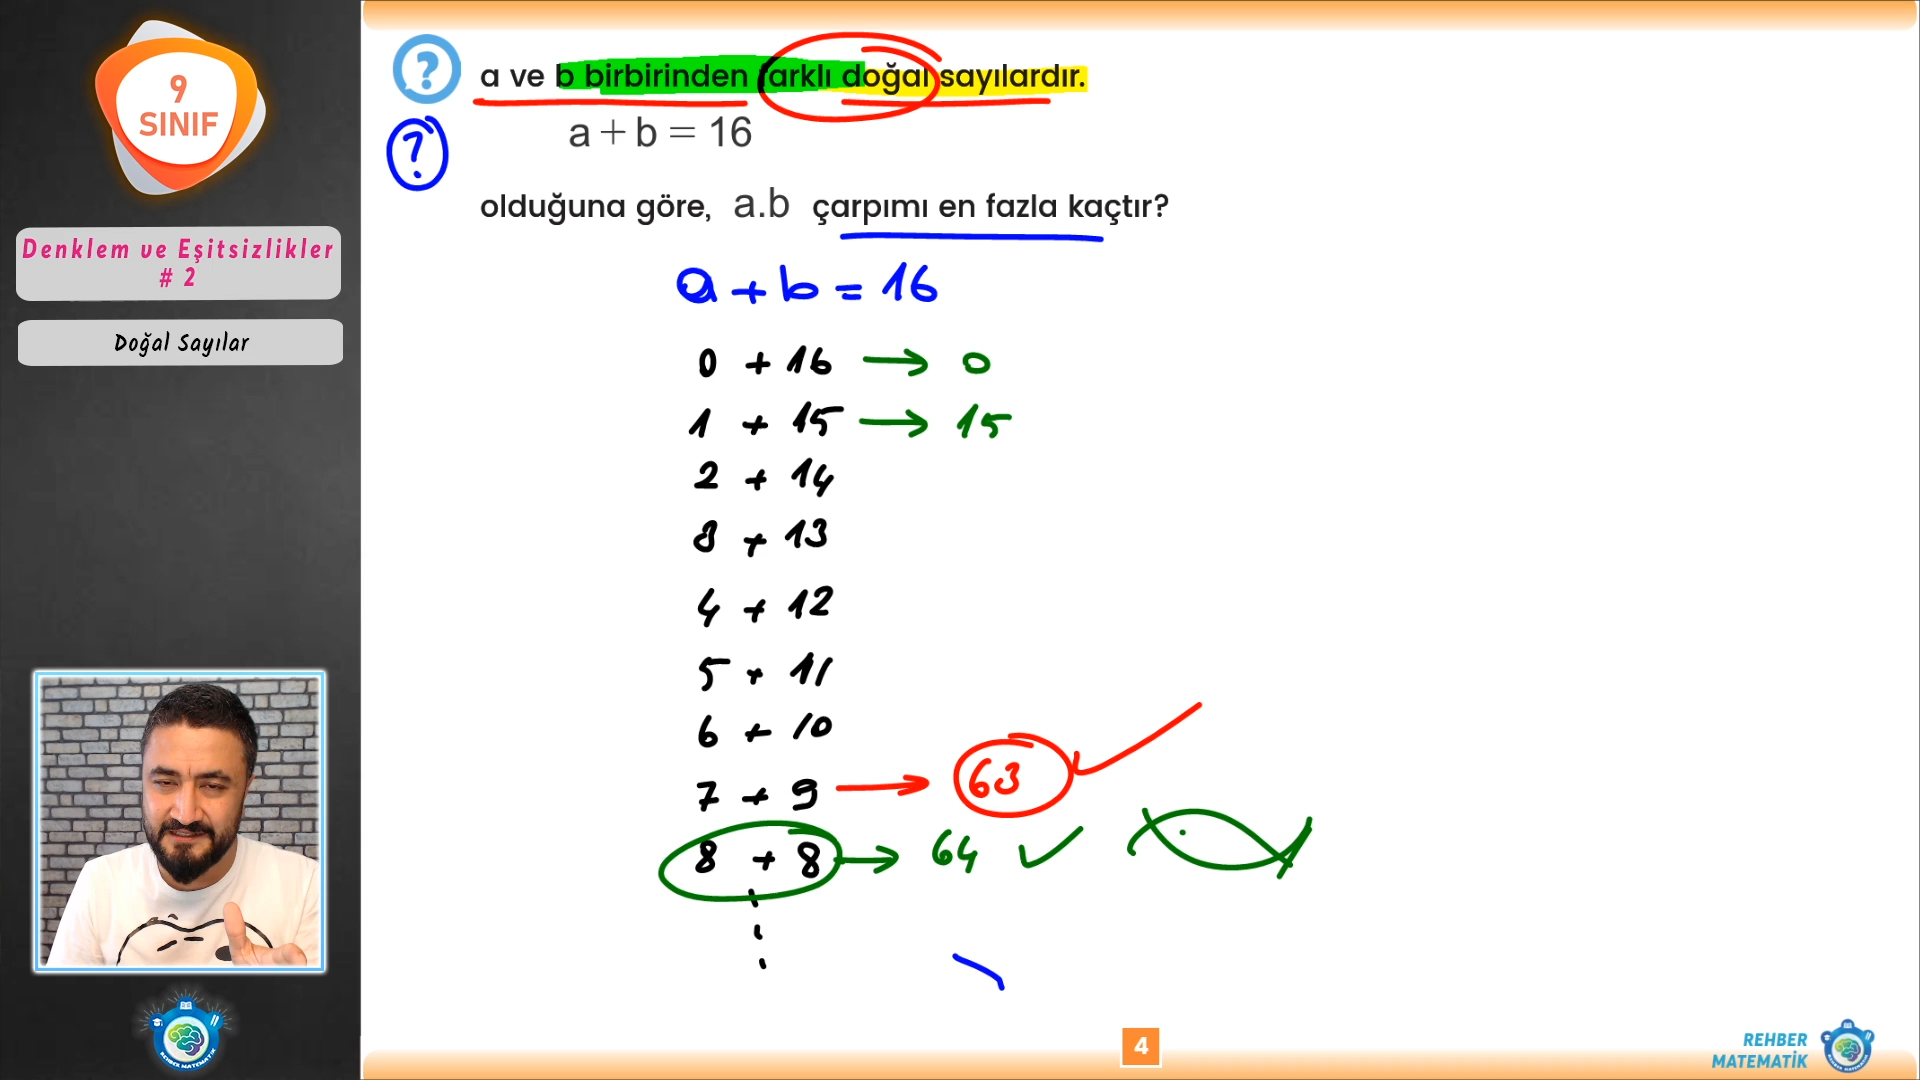 9
SINIF
Denklem ve Eşitsizlikler
# 2
Doğal Sayılar
REHBER MATEMATİK
? a ve b birbirinden farklı doğal sayılardır.
? a + b = 16
olduğuna göre, a.b çarpımı en fazla kaçtır?
a + b = 16
0 + 16 → 0
1 + 15 → 15
2 + 14
3 + 13
4 + 12
5 + 11
6 + 10
7 + 9 → 63 ✓
8 + 8 → 64 ✓
4
REHBER
MATEMATİK